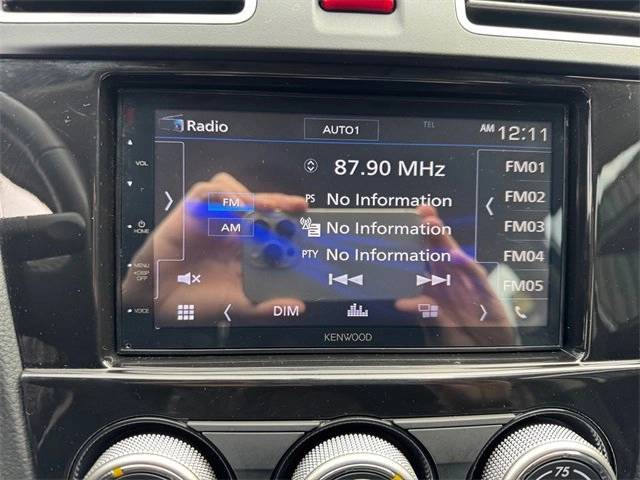 Radio AUTO1 TEL AM 12:11
VOL
87.90 MHz FM01
FM PS No Information FM02
AM No Information FM03
HOME PTY No Information FM04
MENU
DISP
OFF
FM05
VOICE DIM
KENWOOD
75